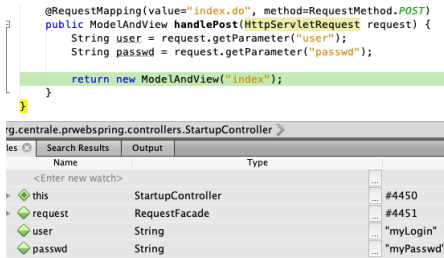 @RequestMapping(value="index.do", method=RequestMethod.POST)
public ModelAndView handlePost(HttpServletRequest request) {
String user = request.getParameter("user");
String passwd = request.getParameter("passwd");
return new ModelAndView("index");
}
}
rg.centrale.prwebspring.controllers.StartupController
les Search Results Output
Name Type
<Enter new watch> ...
this StartupController ... #4450
request RequestFacade ... #4451
user String ... "myLogin"
passwd String ... "myPasswd"